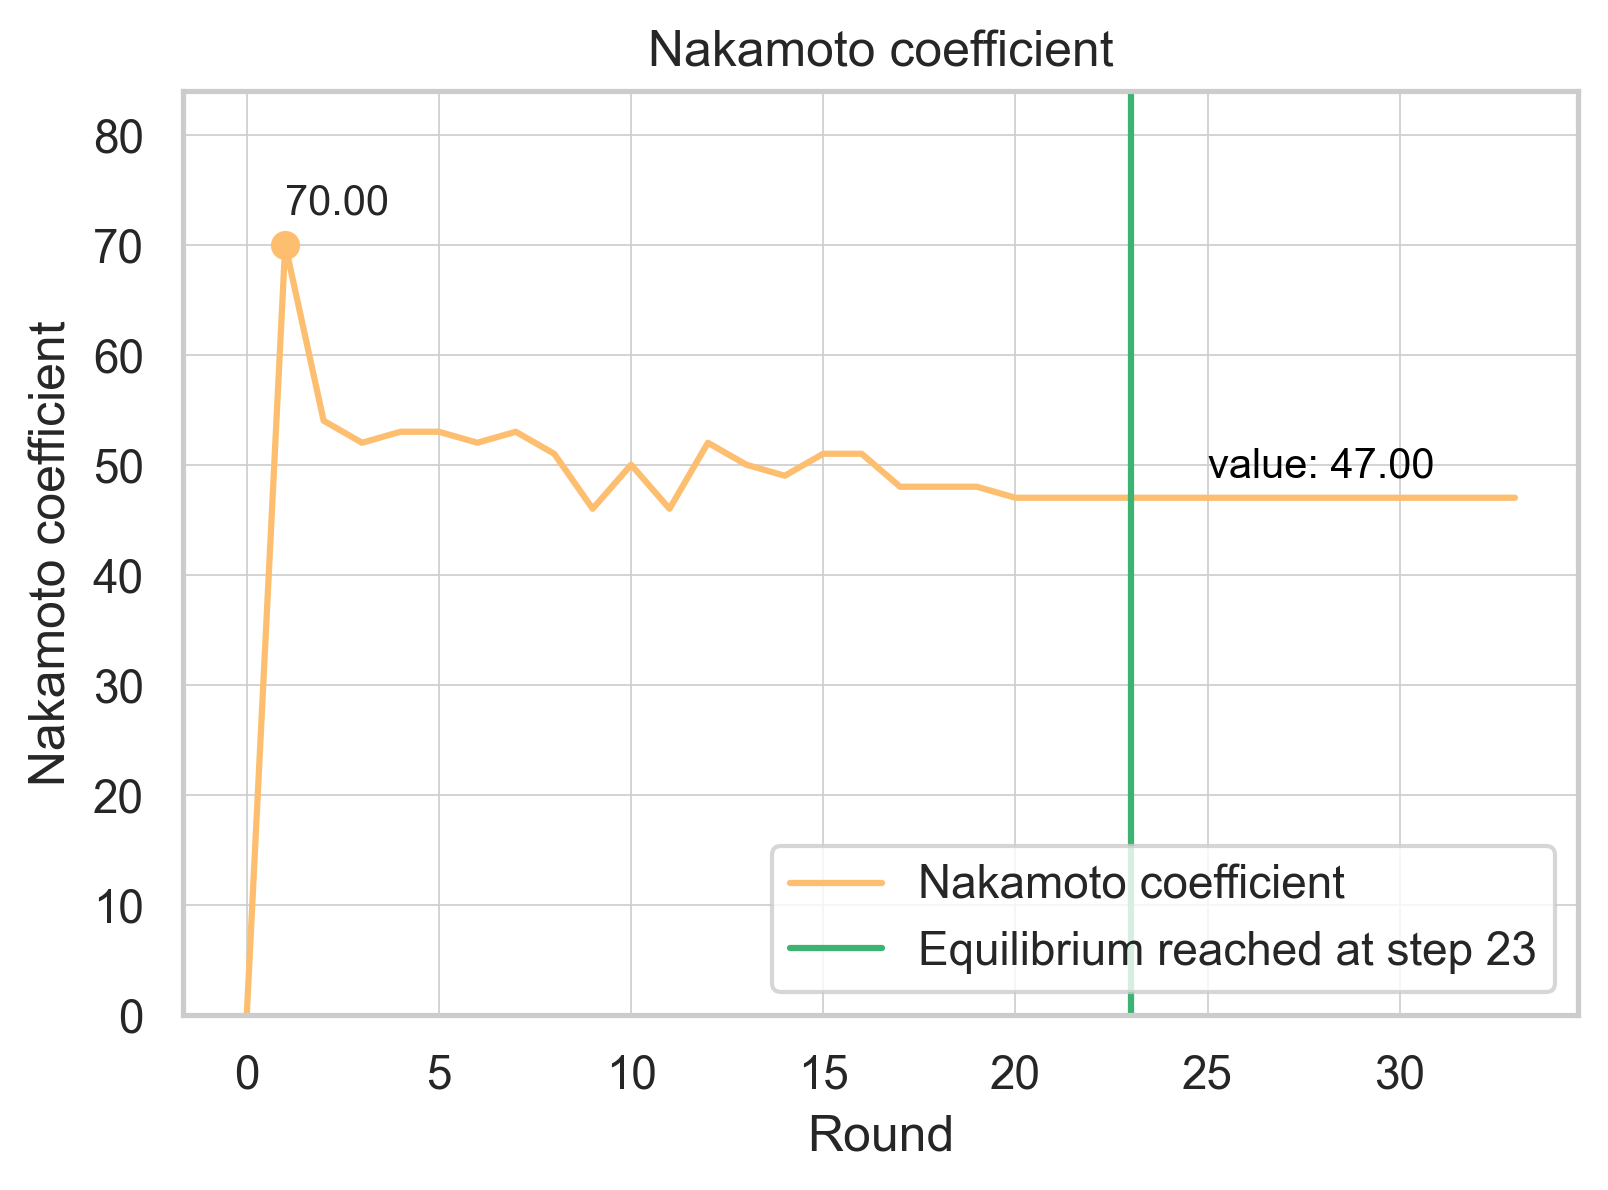 Nakamoto coefficient
80
70
60
50
40
30
20
10
0
Nakamoto coefficient
70.00
value: 47.00
Nakamoto coefficient
Equilibrium reached at step 23
0 5 10 15 20 25 30
Round